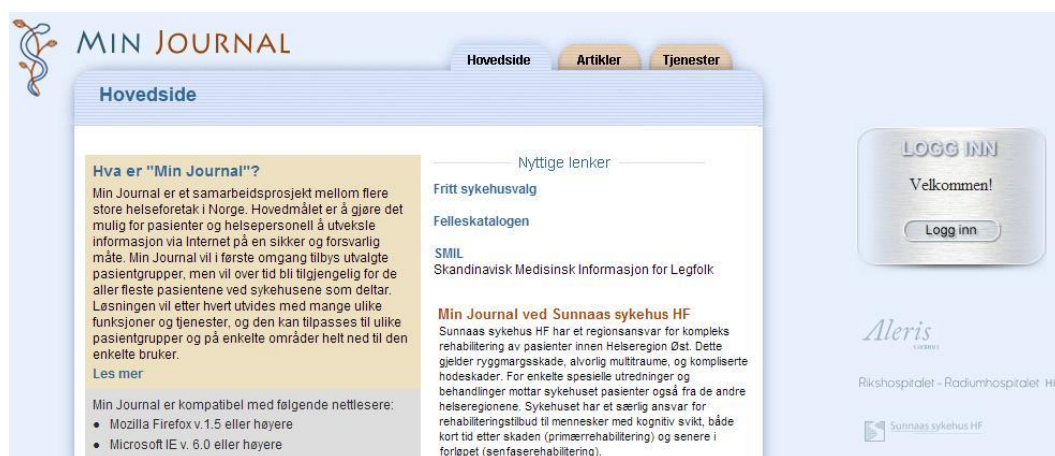 MIN JOURNAL
Hovedside
Artikler
Tjenester
Hovedside
Hva er "Min Journal"?
Min Journal er et samarbeidsprosjekt mellom flere
store helseforetak i Norge. Hovedmålet er å gjøre det
mulig for pasienter og helsepersonell å utveksle
informasjon via Internet på en sikker og forsvarlig
måte. Min Journal vil i første omgang tilbys utvalgte
pasientgrupper, men vil over tid bli tilgjengelig for de
aller fleste pasientene ved sykehusene som deltar.
Løsningen vil etter hvert utvides med mange ulike
funksjoner og tjenester, og den kan tilpasses til ulike
pasientgrupper og på enkelte områder helt ned til den
enkelte bruker.
Les mer
Min Journal er kompatibel med følgende nettlesere:
• Mozilla Firefox v.1.5 eller høyere
• Microsoft IE v. 6.0 eller høyere
Nyttige lenker
Fritt sykehusvalg
Felleskatalogen
SMIL
Skandinavisk Medisinsk Informasjon for Legfolk
Min Journal ved Sunnaas sykehus HF
Sunnaas sykehus HF har et regionsansvar for kompleks
rehabilitering av pasienter innen Helseregion Øst. Dette
gjelder ryggmargsskade, alvorlig multitraume, og kompliserte
hodeskader. For enkelte spesielle utredninger og
behandlinger mottar sykehuset pasienter også fra de andre
helseregionene. Sykehuset har et særlig ansvar for
rehabiliteringstilbud til mennesker med kognitiv svikt, både
kort tid etter skaden (primærrehabilitering) og senere i
forløpet (senfaserehabilitering).
LOGG INN
Velkommen!
Logg inn
Aleris
Rikshospitalet - Radiumhospitalet HF
Sunnaas sykehus HF